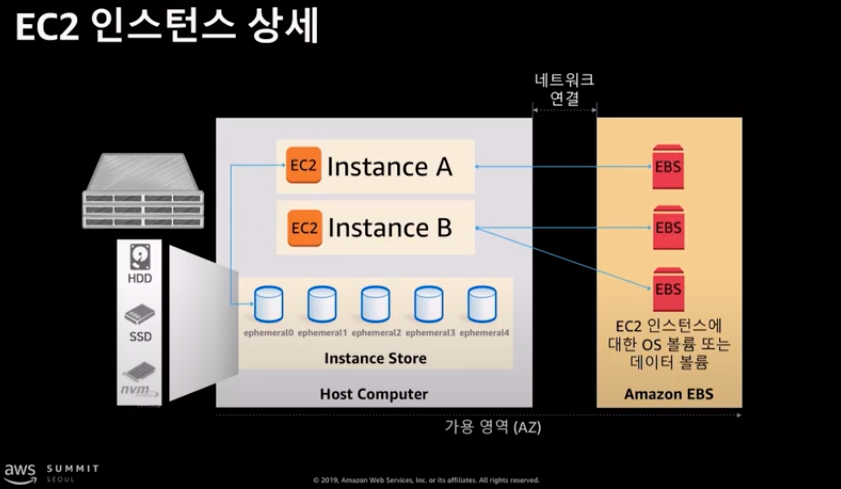 EC2 인스턴스 상세
네트워크
연결
EC2 Instance A
EBS
EC2 Instance B
EBS
EBS
HDD
SSD
nvm
ephemeral0 ephemeral1 ephemeral2 ephemeral3 ephemeral4
Instance Store
Host Computer
EC2 인스턴스에
대한 OS 볼륨 또는
데이터 볼륨
Amazon EBS
가용 영역 (AZ)
aws SUMMIT
SEOUL
© 2019, Amazon Web Services, Inc. or its affiliates. All rights reserved.